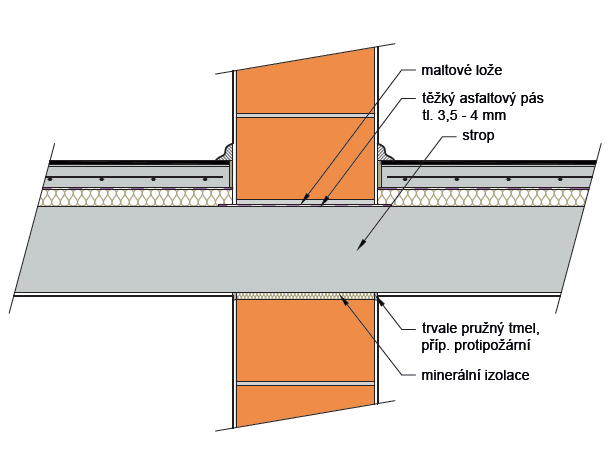 maltové lože
těžký asfaltový pás
tl. 3,5 - 4 mm
strop
trvale pružný tmel,
příp. protipožární
minerální izolace